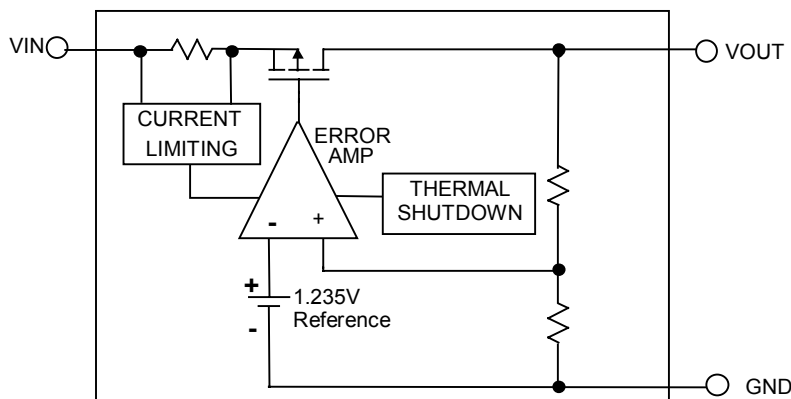 VIN
VOUT
CURRENT
LIMITING
ERROR
AMP
THERMAL
SHUTDOWN
- +
+
1.235V
Reference
-
GND